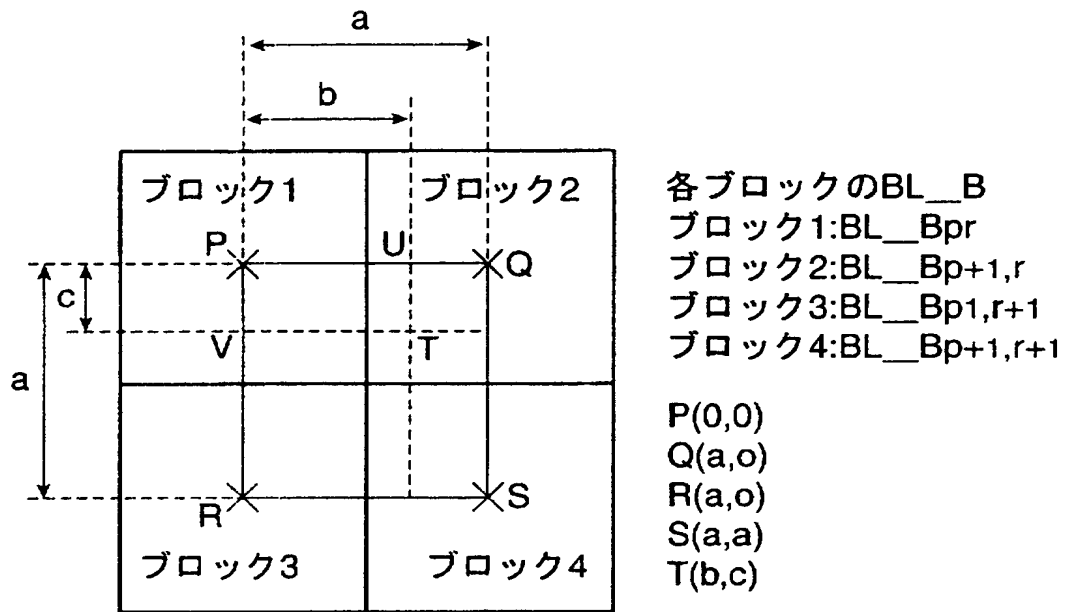 a
b
ブロック1
ブロック2
P
U
Q
c
V
T
a
R
S
ブロック3
ブロック4
各ブロックのBL__B
ブロック1:BL__Bpr
ブロック2:BL__Bp+1,r
ブロック3:BL__Bp1,r+1
ブロック4:BL__Bp+1,r+1
P(0,0)
Q(a,o)
R(a,o)
S(a,a)
T(b,c)